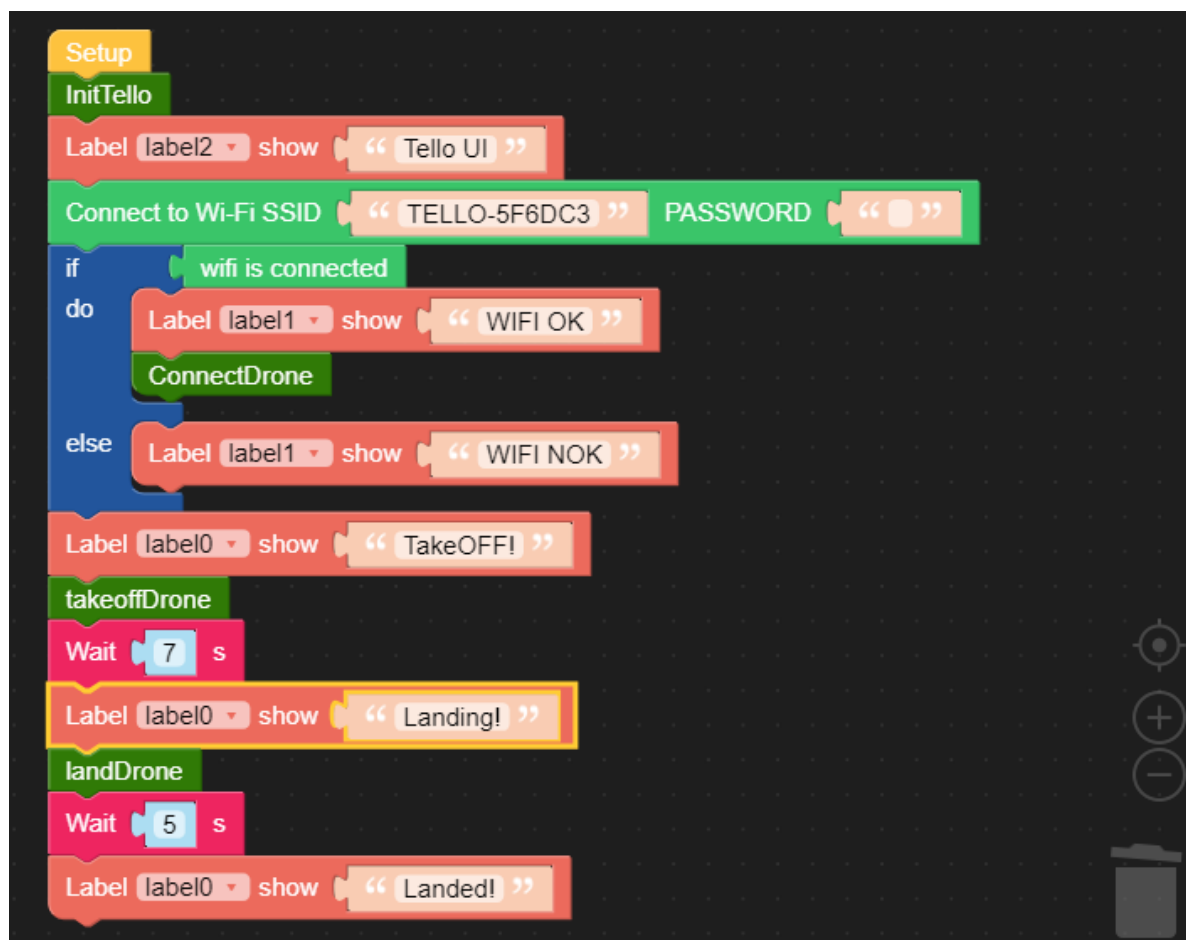 Setup
InitTello
Label label2 show “ Tello UI ”
Connect to Wi-Fi SSID “ TELLO-5F6DC3 ” PASSWORD “ ”
if wifi is connected
do Label label1 show “ WIFI OK ”
ConnectDrone
else Label label1 show “ WIFI NOK ”
Label label0 show “ TakeOFF! ”
takeoffDrone
Wait 7 s
Label label0 show “ Landing! ”
landDrone
Wait 5 s
Label label0 show “ Landed! ”